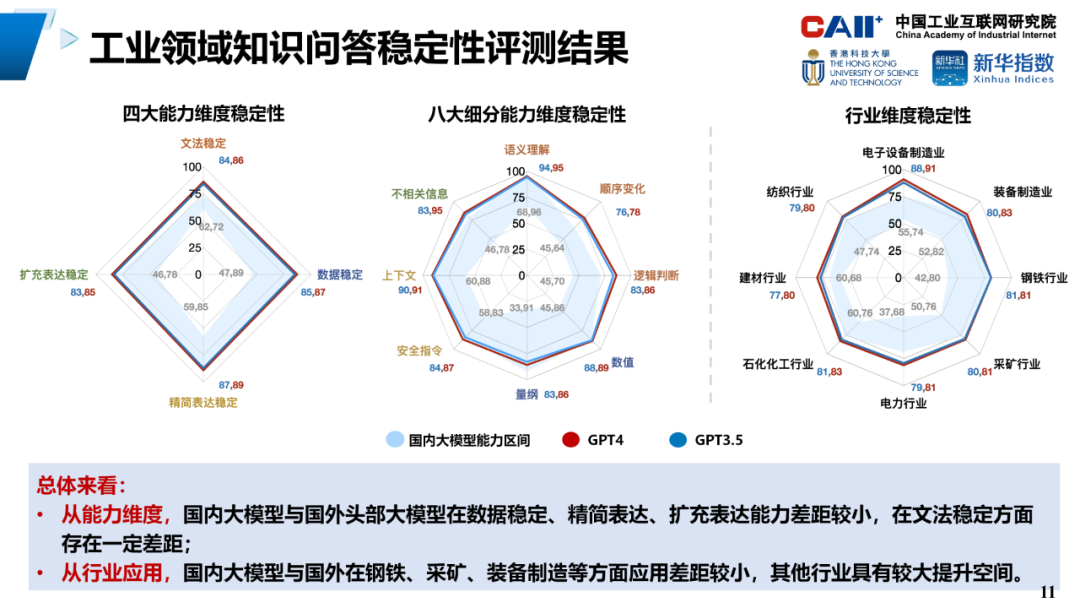 工业领域知识问答稳定性评测结果
CAII+
中国工业互联网研究院
China Academy of Industrial Internet
香港科技大學
THE HONG KONG
UNIVERSITY OF SCIENCE
AND TECHNOLOGY
新华社
新华指数
Xinhua Indices
四大能力维度稳定性
文法稳定
84,86
100
75
50
25
0
62,72
46,78
47,89
59,85
扩充表达稳定
83,85
数据稳定
85,87
87,89
精简表达稳定
八大细分能力维度稳定性
语义理解
94,95
不相关信息
83,95
顺序变化
76,78
100
75
50
25
0
68,96
46,78
45,64
60,88
45,70
58,83
33,91
45,86
上下文
90,91
逻辑判断
83,86
安全指令
84,87
88,89
数值
量纲
83,86
行业维度稳定性
电子设备制造业
88,91
100
75
50
25
0
纺织行业
79,80
装备制造业
80,83
55,74
47,74
52,82
60,68
42,80
60,76
37,68
50,76
建材行业
77,80
钢铁行业
81,81
石化化工行业
81,83
采矿行业
80,81
79,81
电力行业
国内大模型能力区间
GPT4
GPT3.5
总体来看：
• 从能力维度，国内大模型与国外头部大模型在数据稳定、精简表达、扩充表达能力差距较小，在文法稳定方面
存在一定差距；
• 从行业应用，国内大模型与国外在钢铁、采矿、装备制造等方面应用差距较小，其他行业具有较大提升空间。
11